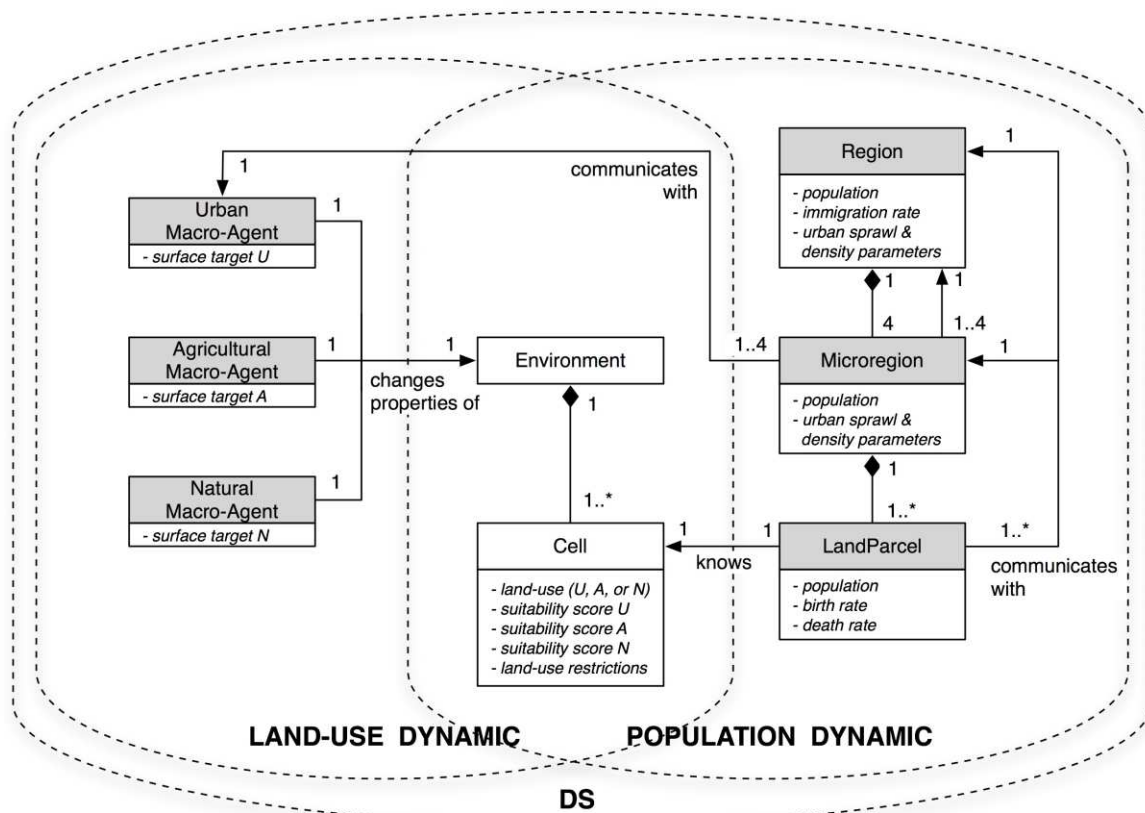 communicates
with
1
Urban
Macro-Agent
- surface target U
1
Agricultural
Macro-Agent
- surface target A
1
1
changes
properties of
Natural
Macro-Agent
- surface target N
1
Environment
1
1..*
Cell
- land-use (U, A, or N)
- suitability score U
- suitability score A
- suitability score N
- land-use restrictions
1
1
knows
Region
- population
- immigration rate
- urban sprawl &
density parameters
1
1
1
4
1..4
1..4
Microregion
- population
- urban sprawl &
density parameters
1
1
1..*
LandParcel
- population
- birth rate
- death rate
1..*
communicates
with
LAND-USE DYNAMIC
POPULATION DYNAMIC
DS